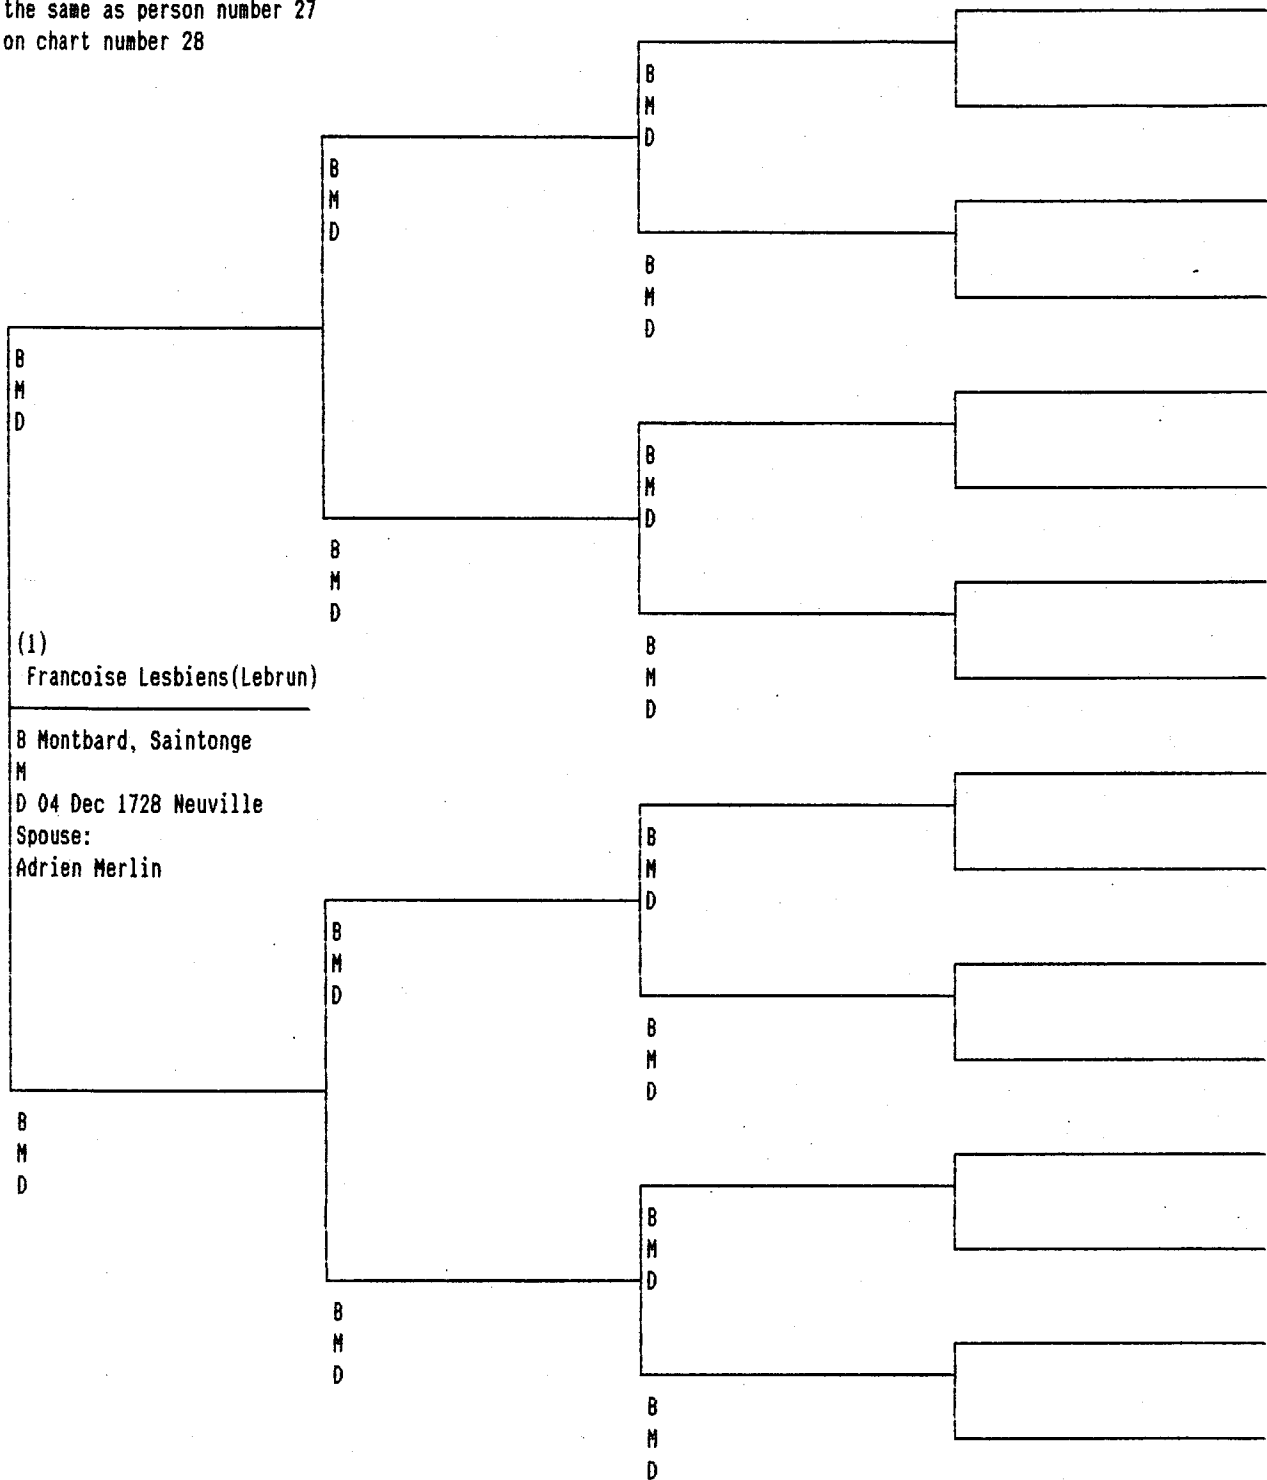 the same as person number 27
on chart number 28
B
M
D
B
M
D
B
M
D
B
M
D
B
M
D
B
M
D
B
M
D
(1)
Francoise Lesbiens(Lebrun)
B Montbard, Saintonge
M
D 04 Dec 1728 Neuville
Spouse:
Adrien Merlin
B
M
D
B
M
D
B
M
D
B
M
D
B
M
D
B
M
D
B
M
D